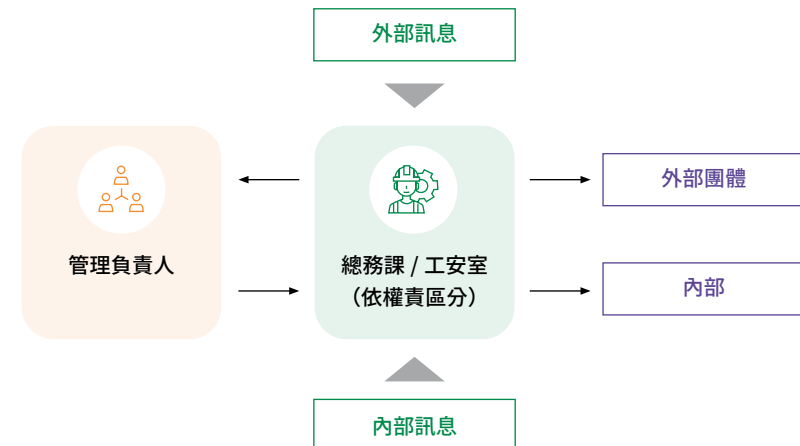 外部訊息
管理負責人
總務課 / 工安室
（依權責區分）
外部團體
內部
內部訊息